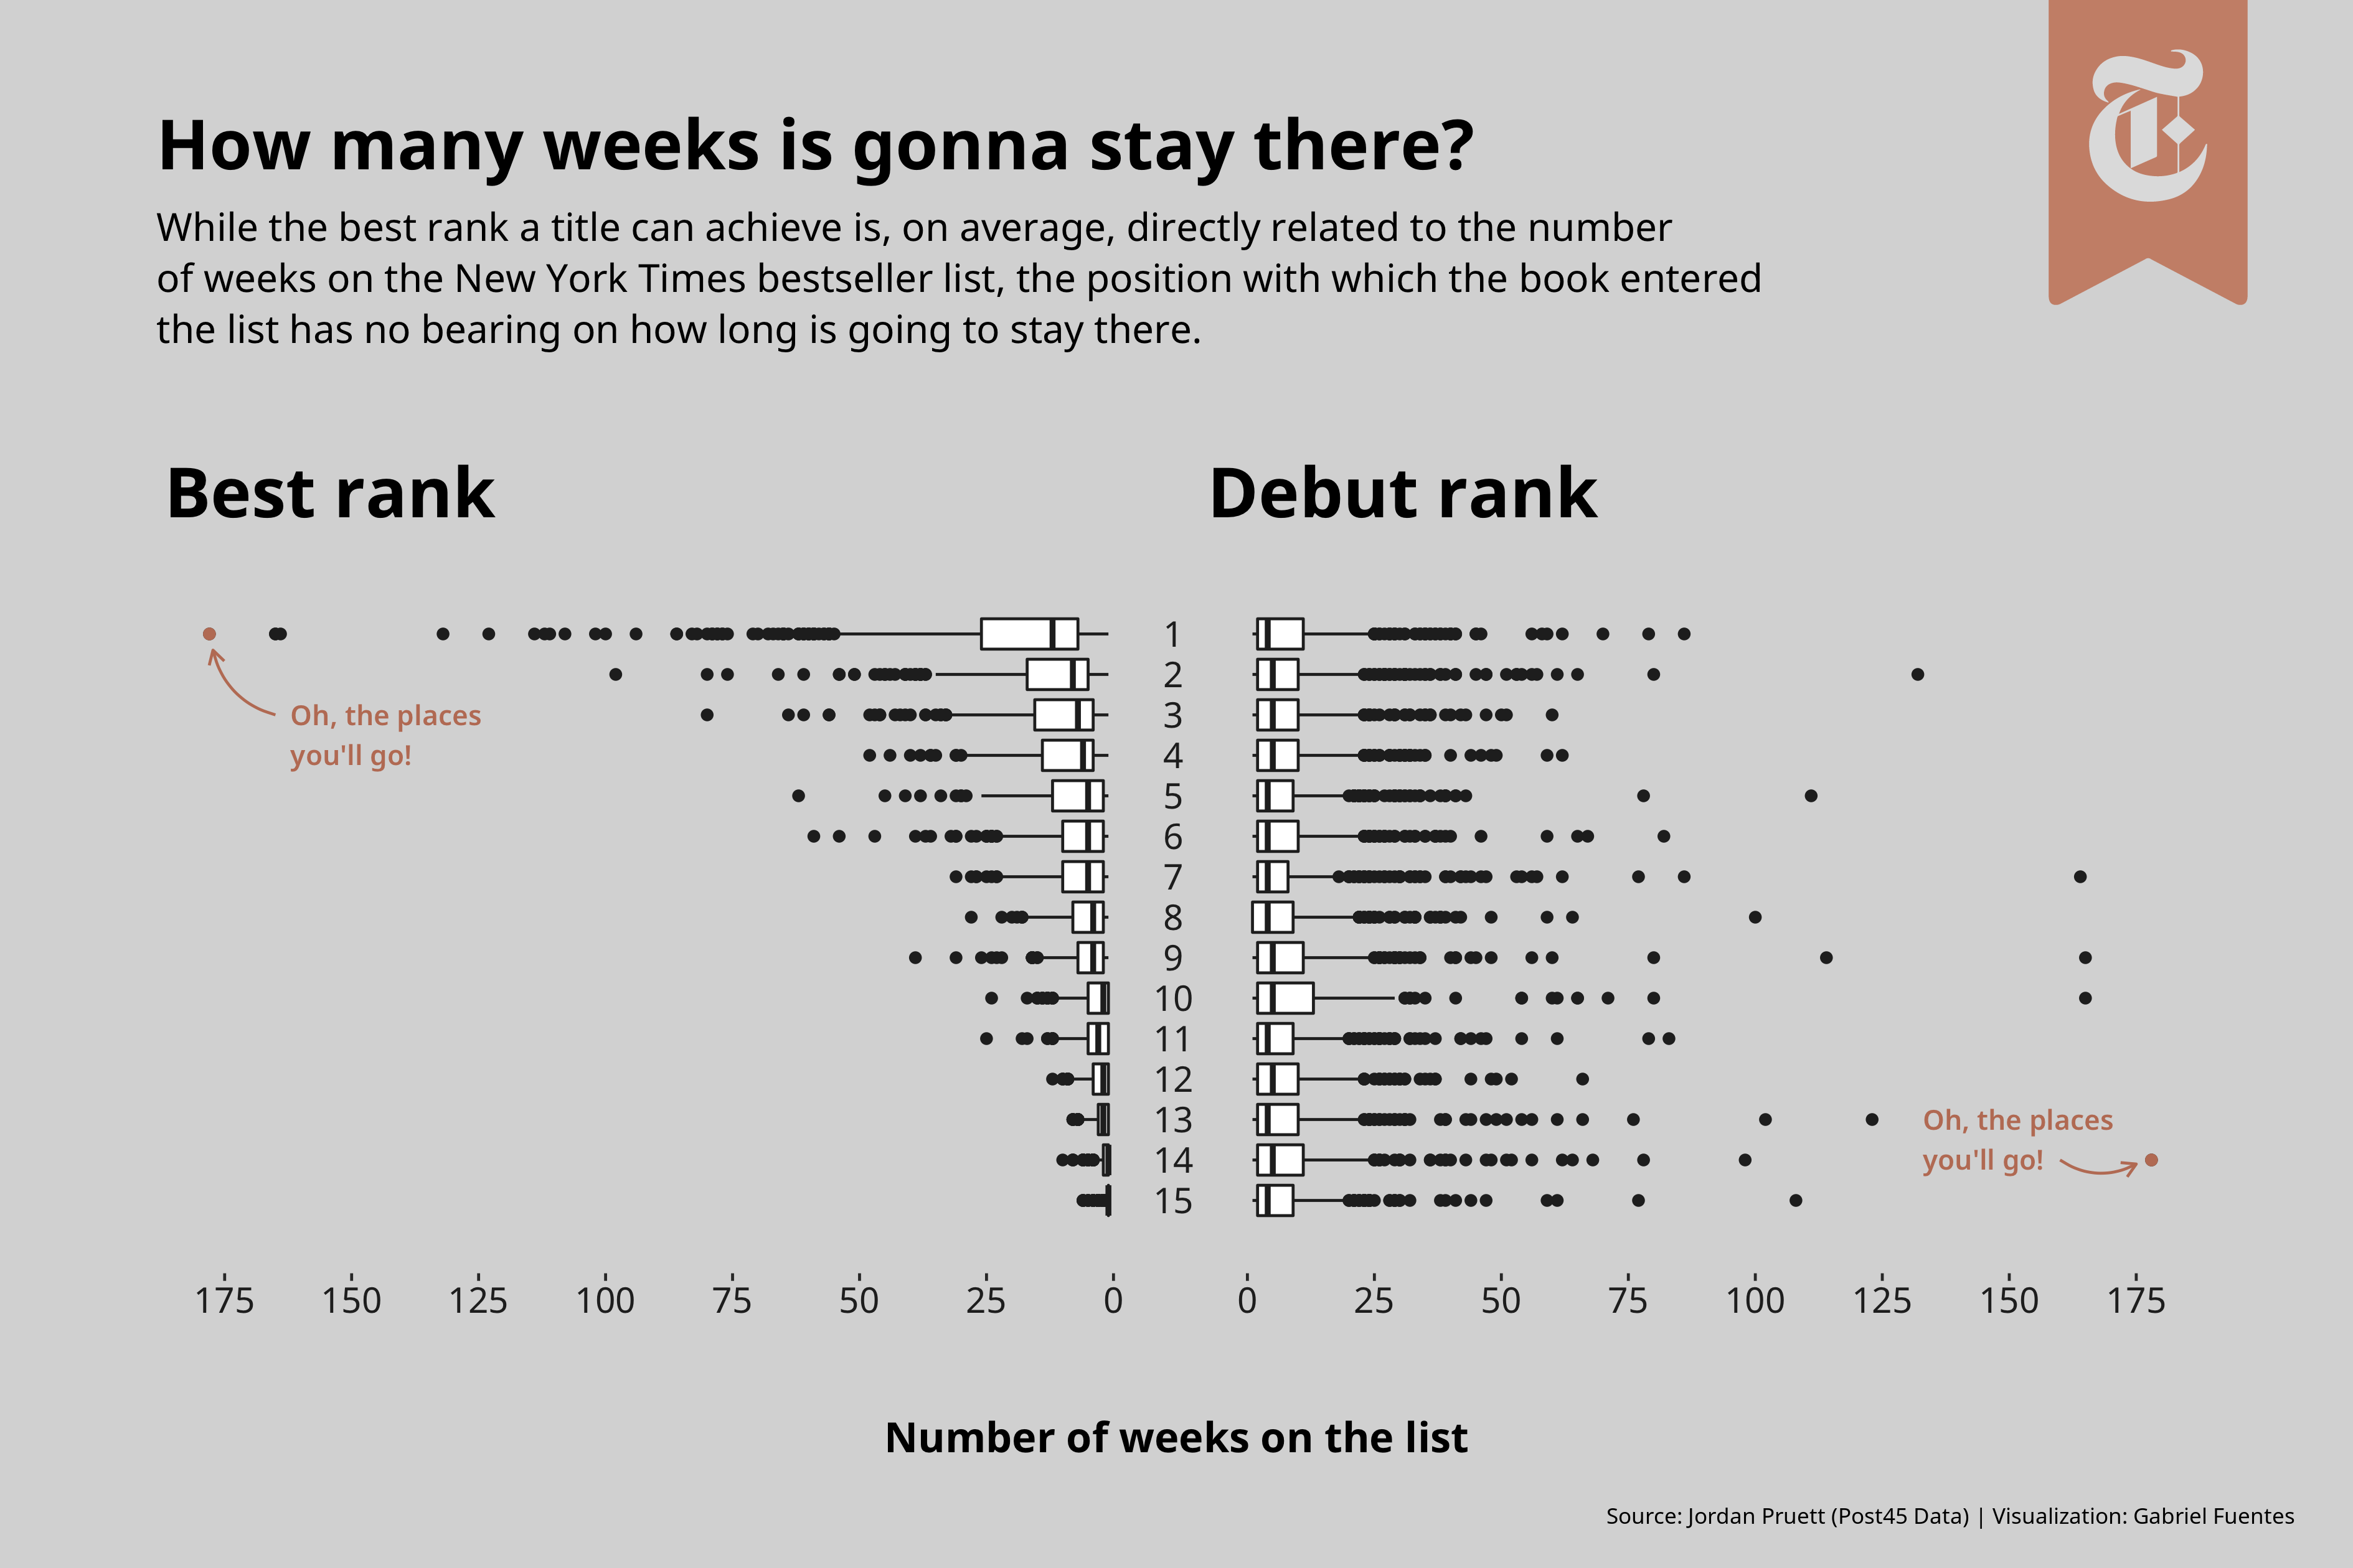 How many weeks is gonna stay there?
While the best rank a title can achieve is, on average, directly related to the number
of weeks on the New York Times bestseller list, the position with which the book entered
the list has no bearing on how long is going to stay there.
T
Best rank
Debut rank
Oh, the places
you'll go!
1
2
3
4
5
6
7
8
9
10
11
12
13
14
15
Oh, the places
you'll go!
175 150 125 100 75 50 25 0
0 25 50 75 100 125 150 175
Number of weeks on the list
Source: Jordan Pruett (Post45 Data) | Visualization: Gabriel Fuentes